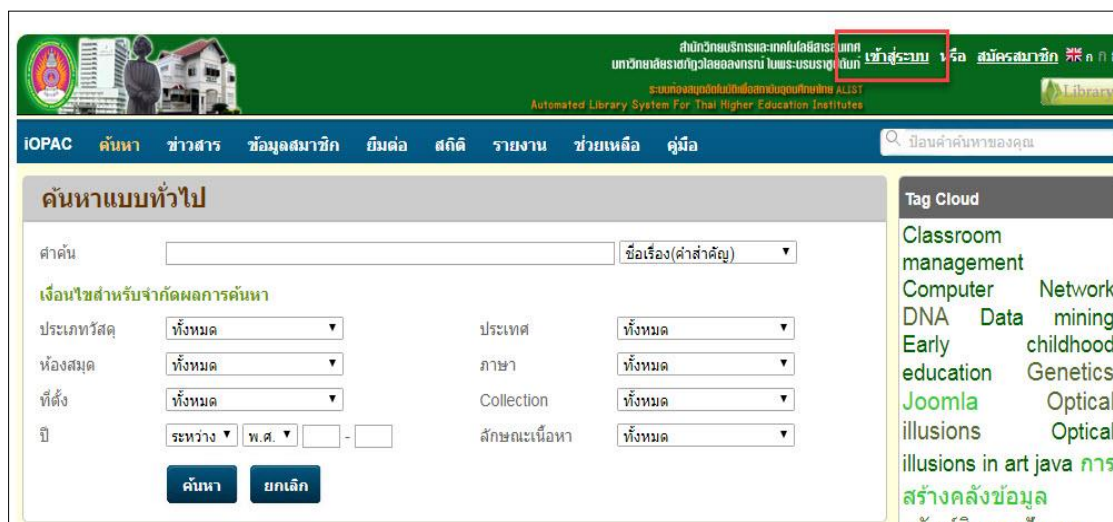 สำนักวิทยบริการและเทคโนโลยีสารสนเทศ
มหาวิทยาลัยราชภัฏวไลยอลงกรณ์ ในพระบรมราชูปถัมภ์
ระบบห้องสมุดอัตโนมัติเพื่อสถาบันอุดมศึกษาไทย ALIST
Automated Library System For Thai Higher Education Institutes
เข้าสู่ระบบ หรือ สมัครสมาชิก ก ก
Library
iOPAC ค้นหา ข่าวสาร ข้อมูลสมาชิก ยืมต่อ สถิติ รายงาน ช่วยเหลือ คู่มือ
ป้อนคำค้นหาของคุณ
ค้นหาแบบทั่วไป
คำค้น ชื่อเรื่อง(คำสำคัญ)
เงื่อนไขสำหรับจำกัดผลการค้นหา
ประเภทวัสดุ ทั้งหมด ประเทศ ทั้งหมด
ห้องสมุด ทั้งหมด ภาษา ทั้งหมด
ที่ตั้ง ทั้งหมด Collection ทั้งหมด
ปี ระหว่าง พ.ศ. - ลักษณะเนื้อหา ทั้งหมด
ค้นหา ยกเลิก
Tag Cloud
Classroom
management
Computer Network
DNA Data mining
Early childhood
education Genetics
Joomla Optical
illusions Optical
illusions in art java การ
สร้างคลังข้อมูล